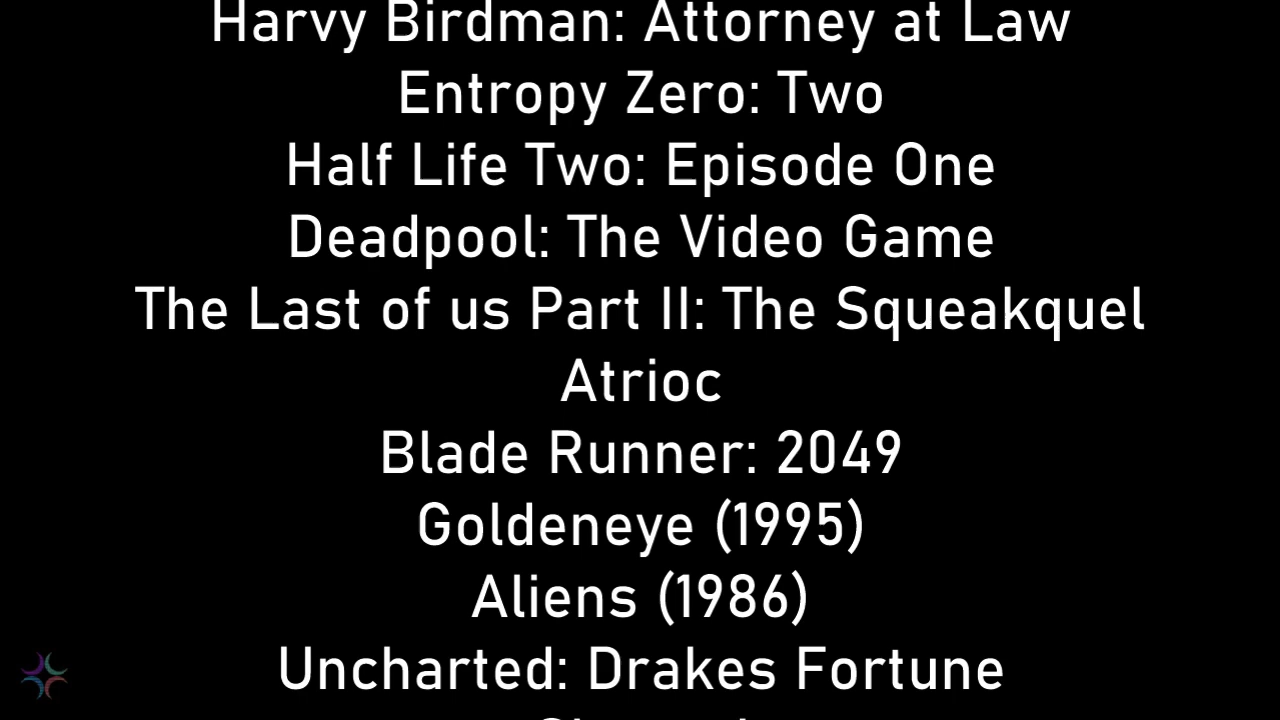 Harvy Birdman: Attorney at Law
Entropy Zero: Two
Half Life Two: Episode One
Deadpool: The Video Game
The Last of us Part II: The Squeakquel
Atrioc
Blade Runner: 2049
Goldeneye (1995)
Aliens (1986)
Uncharted: Drakes Fortune